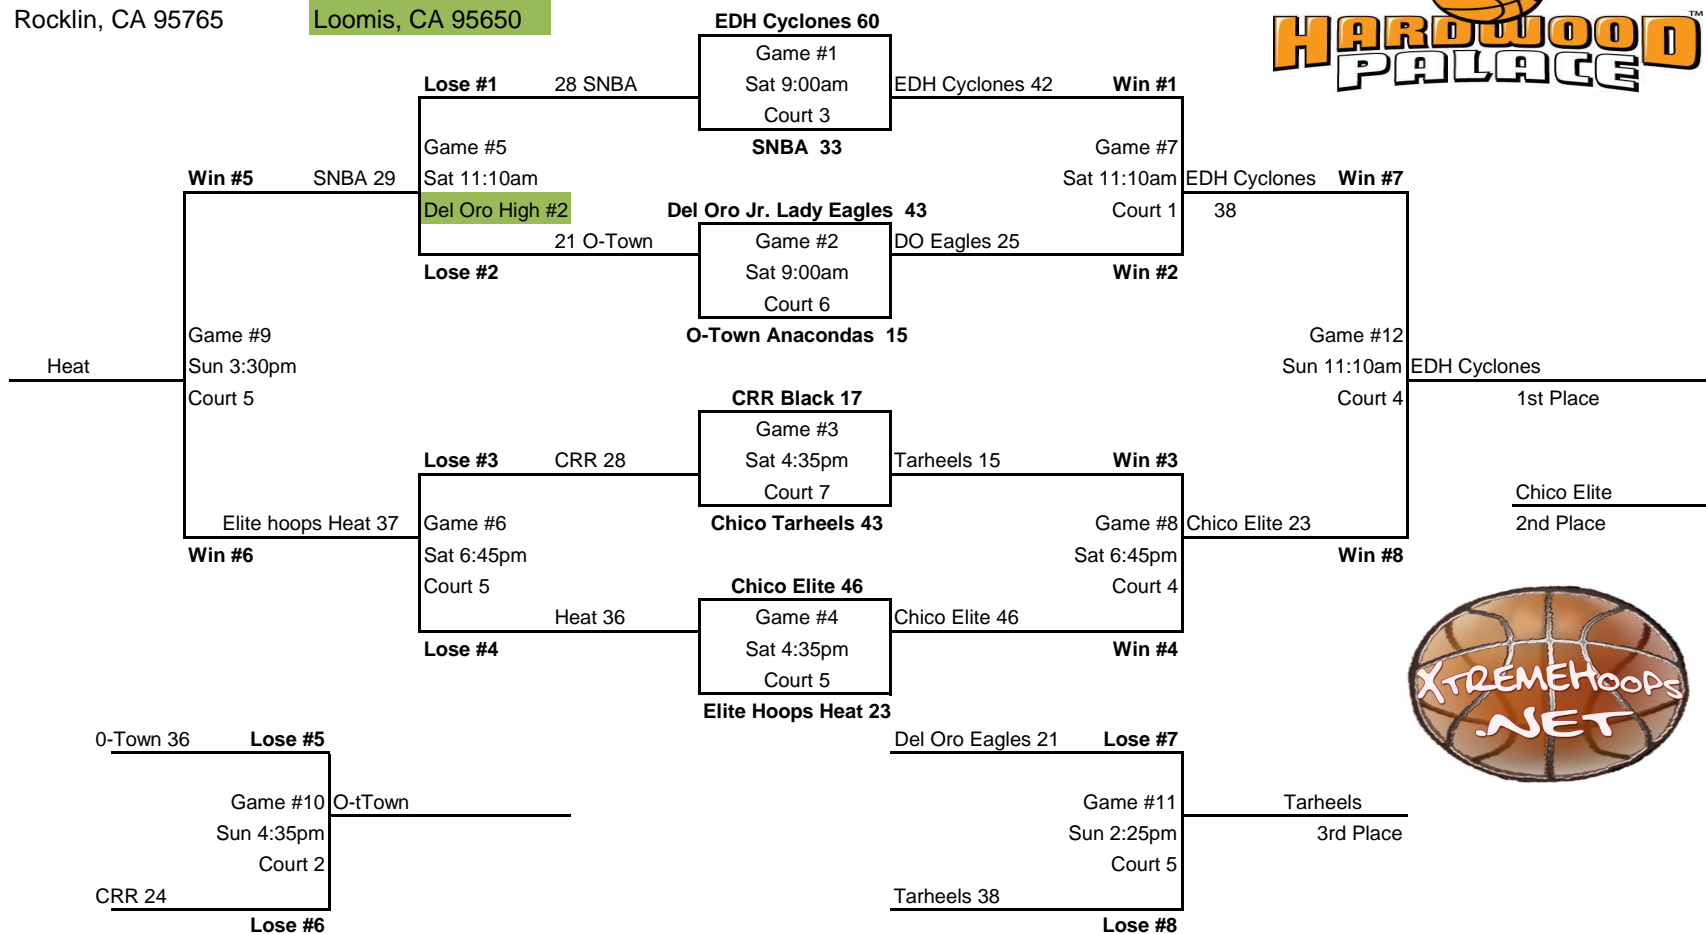 Rocklin, CA 95765
Loomis, CA 95650
EDH Cyclones 60
HARDWOOD
PALACE
TM
Game #1
Lose #1
28 SNBA
Sat 9:00am
EDH Cyclones 42
Win #1
Court 3
Game #5
SNBA  33
Game #7
Win #5
SNBA 29
Sat 11:10am
Sat 11:10am
EDH Cyclones
Win #7
Del Oro High #2
Del Oro Jr. Lady Eagles  43
Court 1
38
21 O-Town
Game #2
DO Eagles 25
Lose #2
Sat 9:00am
Win #2
Court 6
Game #9
O-Town Anacondas  15
Game #12
Heat
Sun 3:30pm
Sun 11:10am
EDH Cyclones
Court 5
CRR Black 17
Court 4
1st Place
Game #3
Lose #3
CRR 28
Sat 4:35pm
Tarheels 15
Win #3
Court 7
Chico Elite
Elite hoops Heat 37
Game #6
Chico Tarheels 43
Game #8
Chico Elite 23
2nd Place
Win #6
Sat 6:45pm
Sat 6:45pm
Win #8
Court 5
Chico Elite 46
Court 4
Heat 36
Game #4
Chico Elite 46
Lose #4
Sat 4:35pm
Win #4
Court 5
XTREMEHOOPS
.NET
Elite Hoops Heat 23
0-Town 36
Lose #5
Del Oro Eagles 21
Lose #7
Game #10
O-tTown
Game #11
Tarheels
Sun 4:35pm
Sun 2:25pm
3rd Place
Court 2
Court 5
CRR 24
Tarheels 38
Lose #6
Lose #8